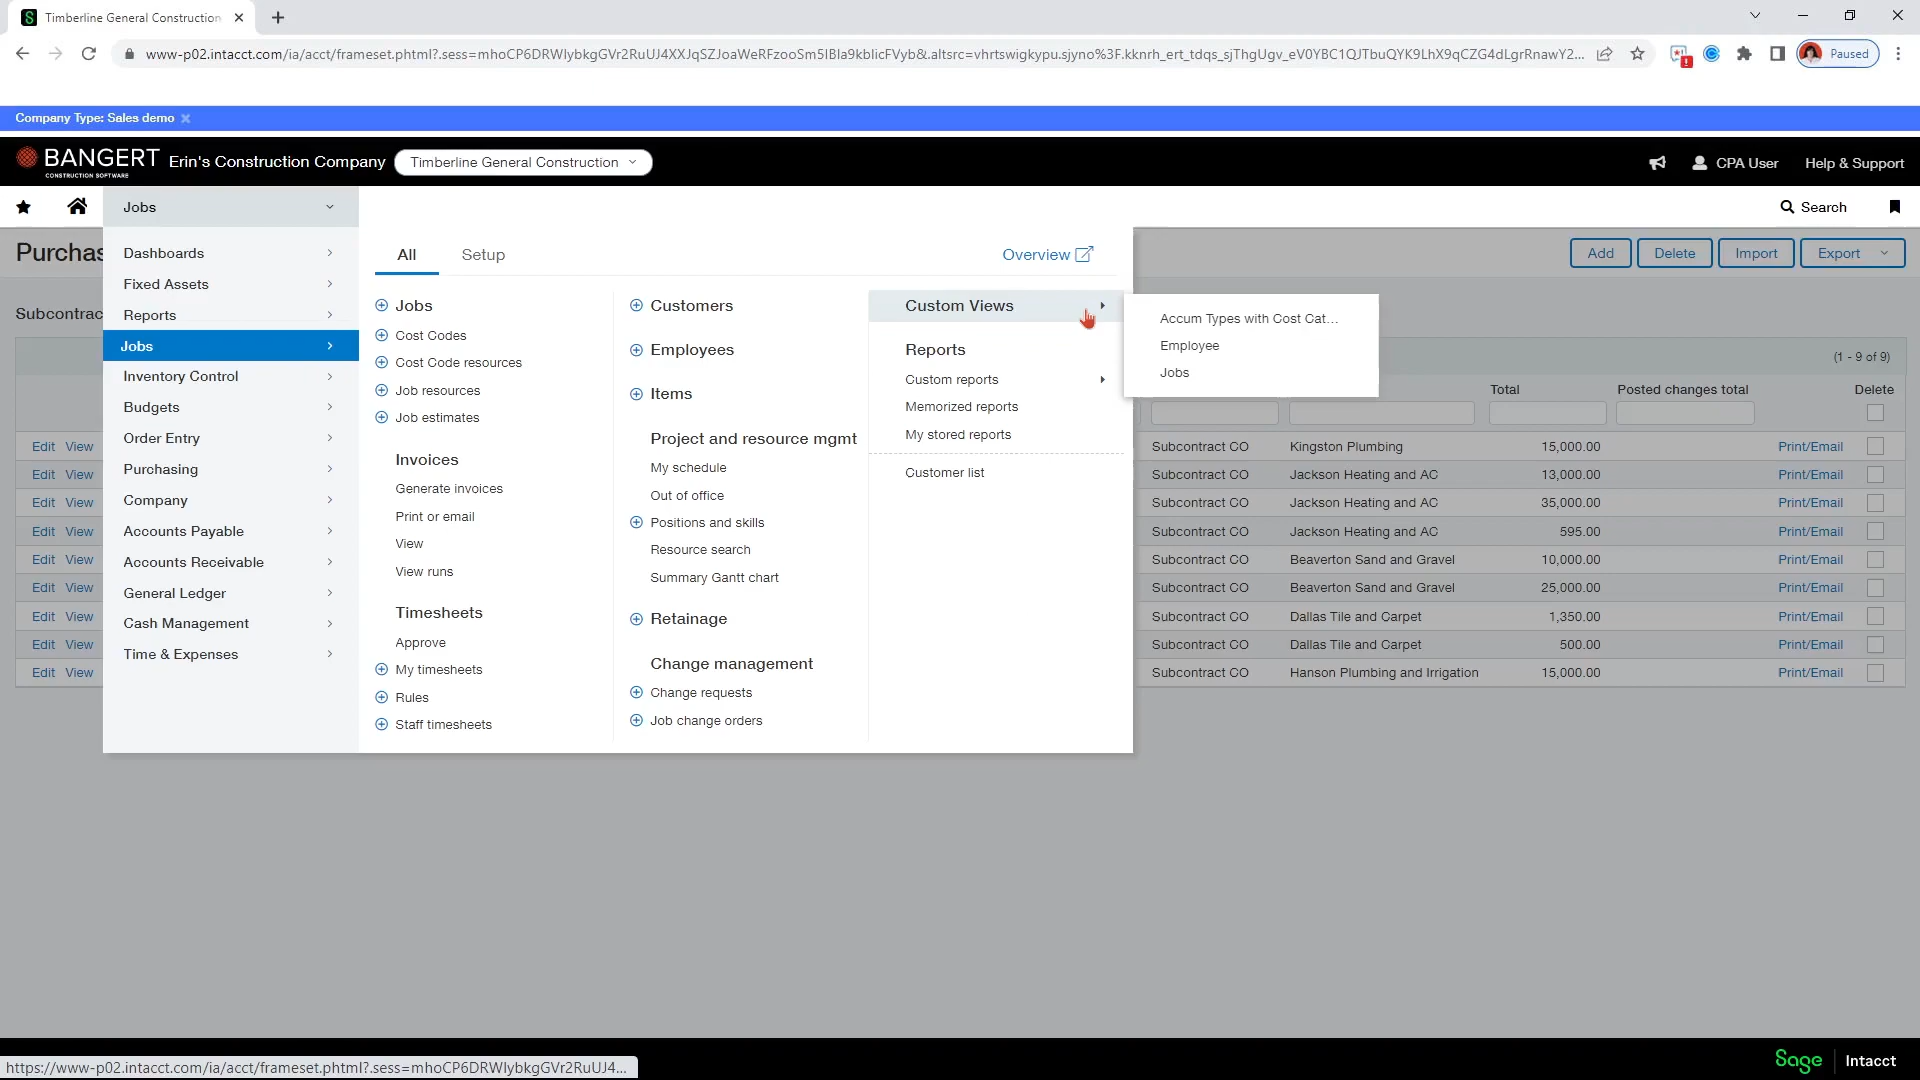 Timberline General Construction
www-p02.intacct.com/ia/acct/frameset.phtml?.sess=mhoCP6DRWIybkgGVr2RuUJ4XXJqSZJoaWeRFzooSm5IBIa9kblicFVyb&.altsrc=vhrtswigkypu.sjyno%3F.kknrh_ert_tdqs_sjThgUgv_eV0YBC1QJTbuQYK9LhX9qCZG4dLgrRnawY2...
Paused
Company Type: Sales demo
BANGERT Erin's Construction Company Timberline General Construction
CONSTRUCTION SOFTWARE
CPA User Help & Support
Jobs
Search
Purchas
Add Delete Import Export
Subcontrac
(1 - 9 of 9)
Dashboards
Fixed Assets
Reports
Jobs
Inventory Control
Budgets
Order Entry
Purchasing
Company
Accounts Payable
Accounts Receivable
General Ledger
Cash Management
Time & Expenses
All Setup Overview
Jobs
Cost Codes
Cost Code resources
Job resources
Job estimates
Invoices
Generate invoices
Print or email
View
View runs
Timesheets
Approve
My timesheets
Rules
Staff timesheets
Customers
Employees
Items
Project and resource mgmt
My schedule
Out of office
Positions and skills
Resource search
Summary Gantt chart
Retainage
Change management
Change requests
Job change orders
Custom Views
Reports
Custom reports
Memorized reports
My stored reports
Customer list
Accum Types with Cost Cat...
Employee
Jobs
Total Posted changes total Delete
Edit View Subcontract CO Kingston Plumbing 15,000.00 Print/Email
Edit View Subcontract CO Jackson Heating and AC 13,000.00 Print/Email
Edit View Subcontract CO Jackson Heating and AC 35,000.00 Print/Email
Edit View Subcontract CO Jackson Heating and AC 595.00 Print/Email
Edit View Subcontract CO Beaverton Sand and Gravel 10,000.00 Print/Email
Edit View Subcontract CO Beaverton Sand and Gravel 25,000.00 Print/Email
Edit View Subcontract CO Dallas Tile and Carpet 1,350.00 Print/Email
Edit View Subcontract CO Dallas Tile and Carpet 500.00 Print/Email
Edit View Subcontract CO Hanson Plumbing and Irrigation 15,000.00 Print/Email
https://www-p02.intacct.com/ia/acct/frameset.phtml?.sess=mhoCP6DRWIybkgGVr2RuUJ4...
Sage Intacct